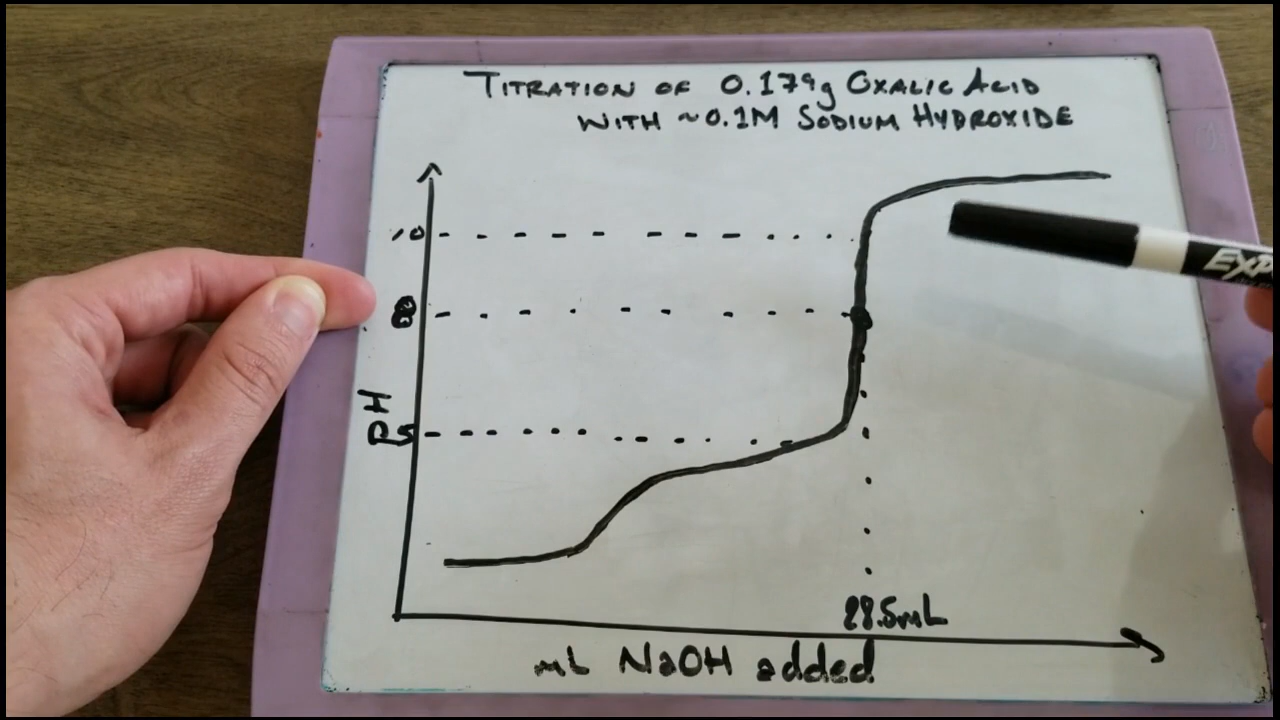 TITRATION OF 0.179g OXALIC ACID
WITH ~0.1M SODIUM HYDROXIDE
10
8
PH
5
28.5mL
mL NaOH added
EXP